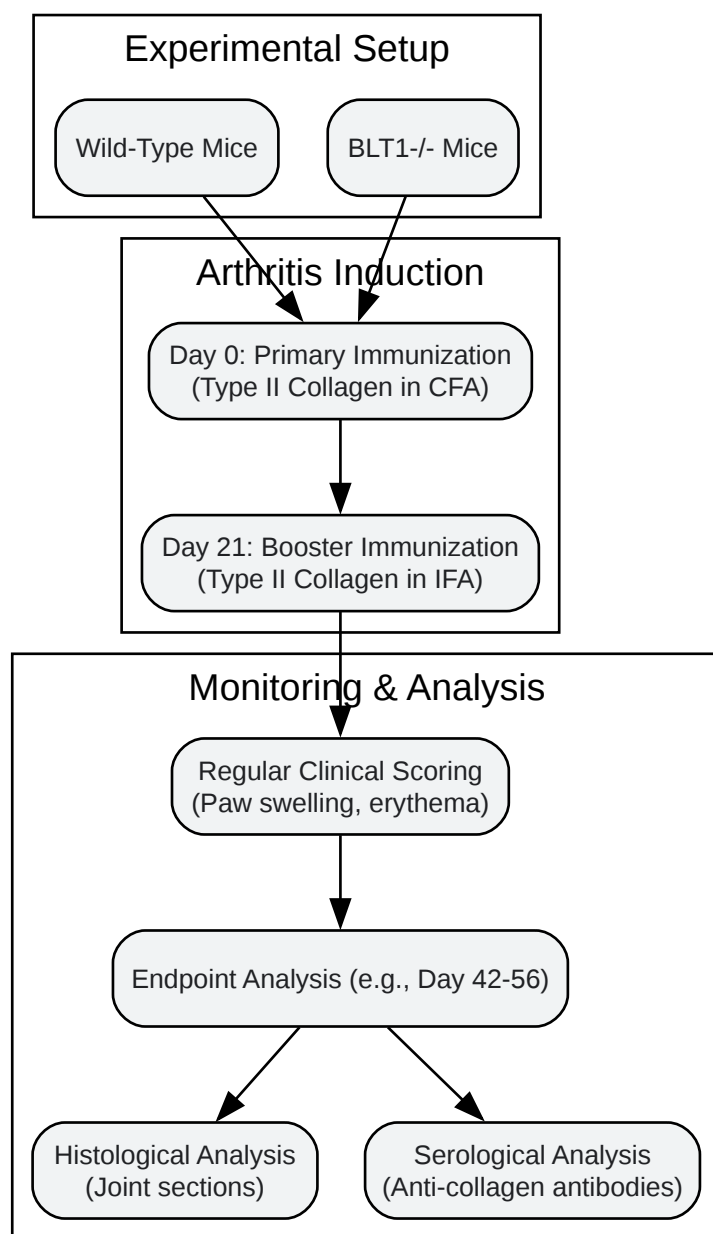 Experimental Setup
Wild-Type Mice
BLT1-/- Mice
Arthritis Induction
Day 0: Primary Immunization
(Type II Collagen in CFA)
Day 21: Booster Immunization
(Type II Collagen in IFA)
Monitoring & Analysis
Regular Clinical Scoring
(Paw swelling, erythema)
Endpoint Analysis (e.g., Day 42-56)
Histological Analysis
(Joint sections)
Serological Analysis
(Anti-collagen antibodies)